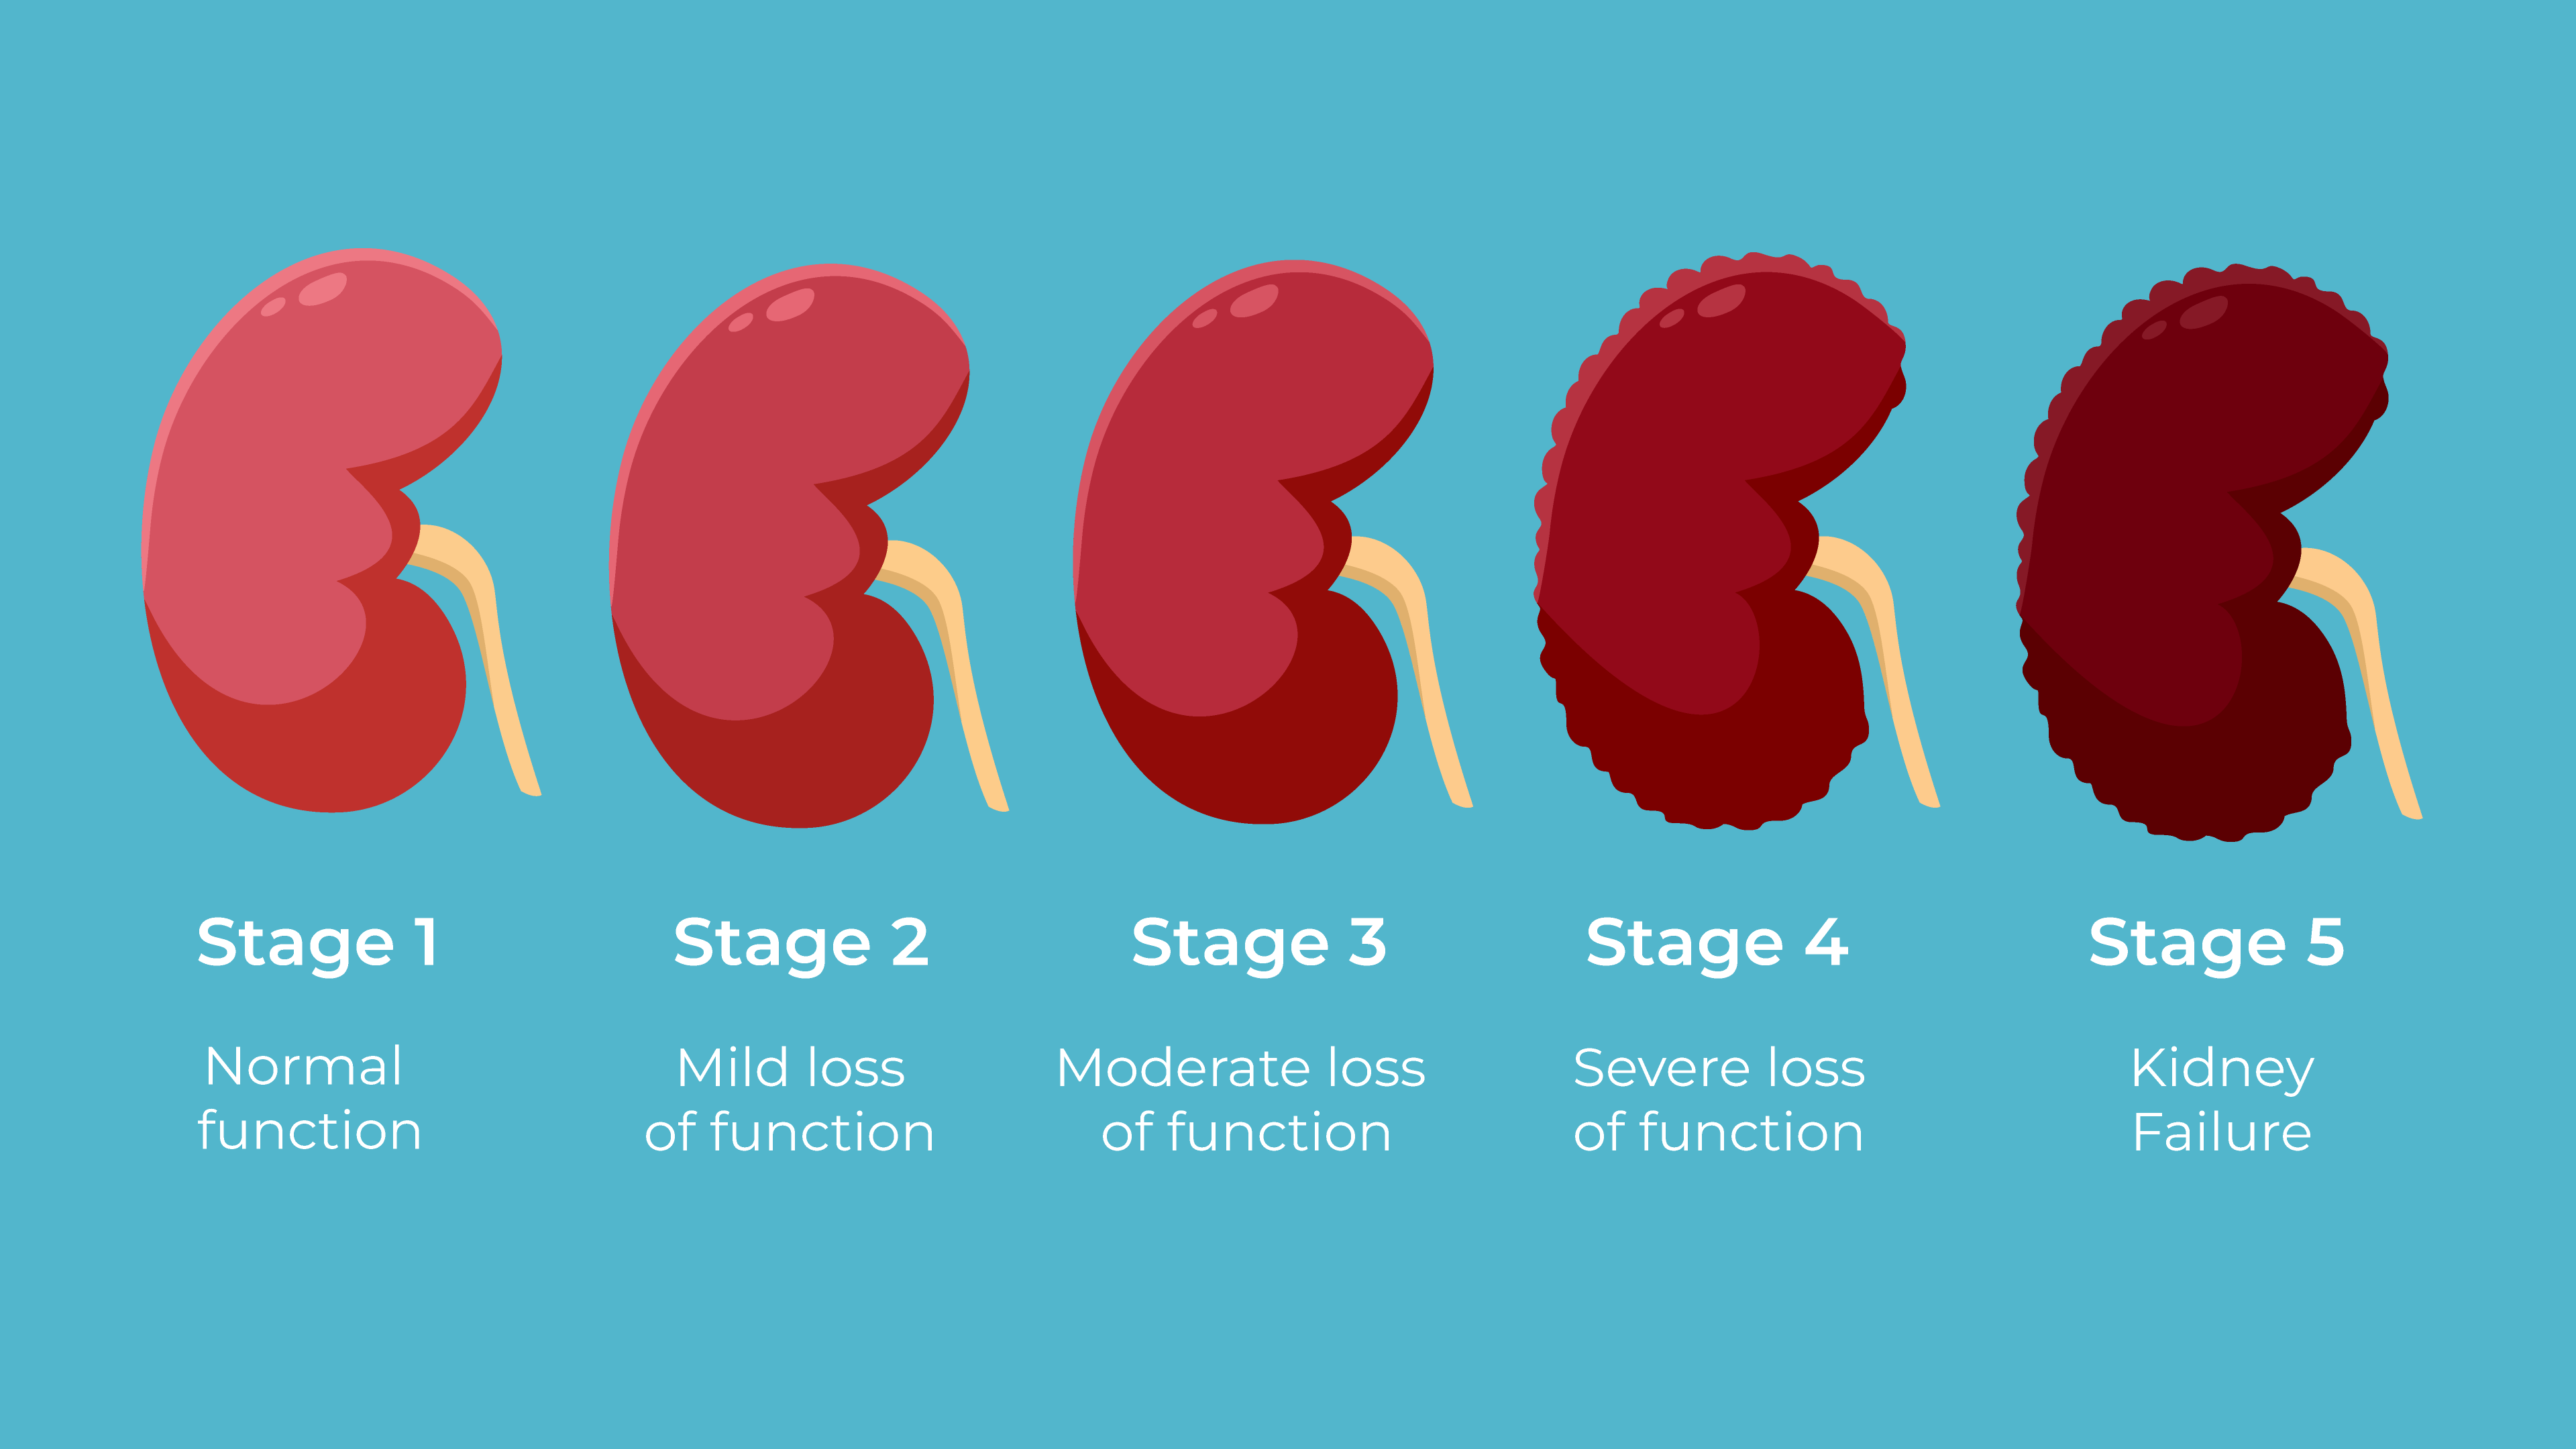 Stage 1
Normal
function
Stage 2
Mild loss
of function
Stage 3
Moderate loss
of function
Stage 4
Severe loss
of function
Stage 5
Kidney
Failure